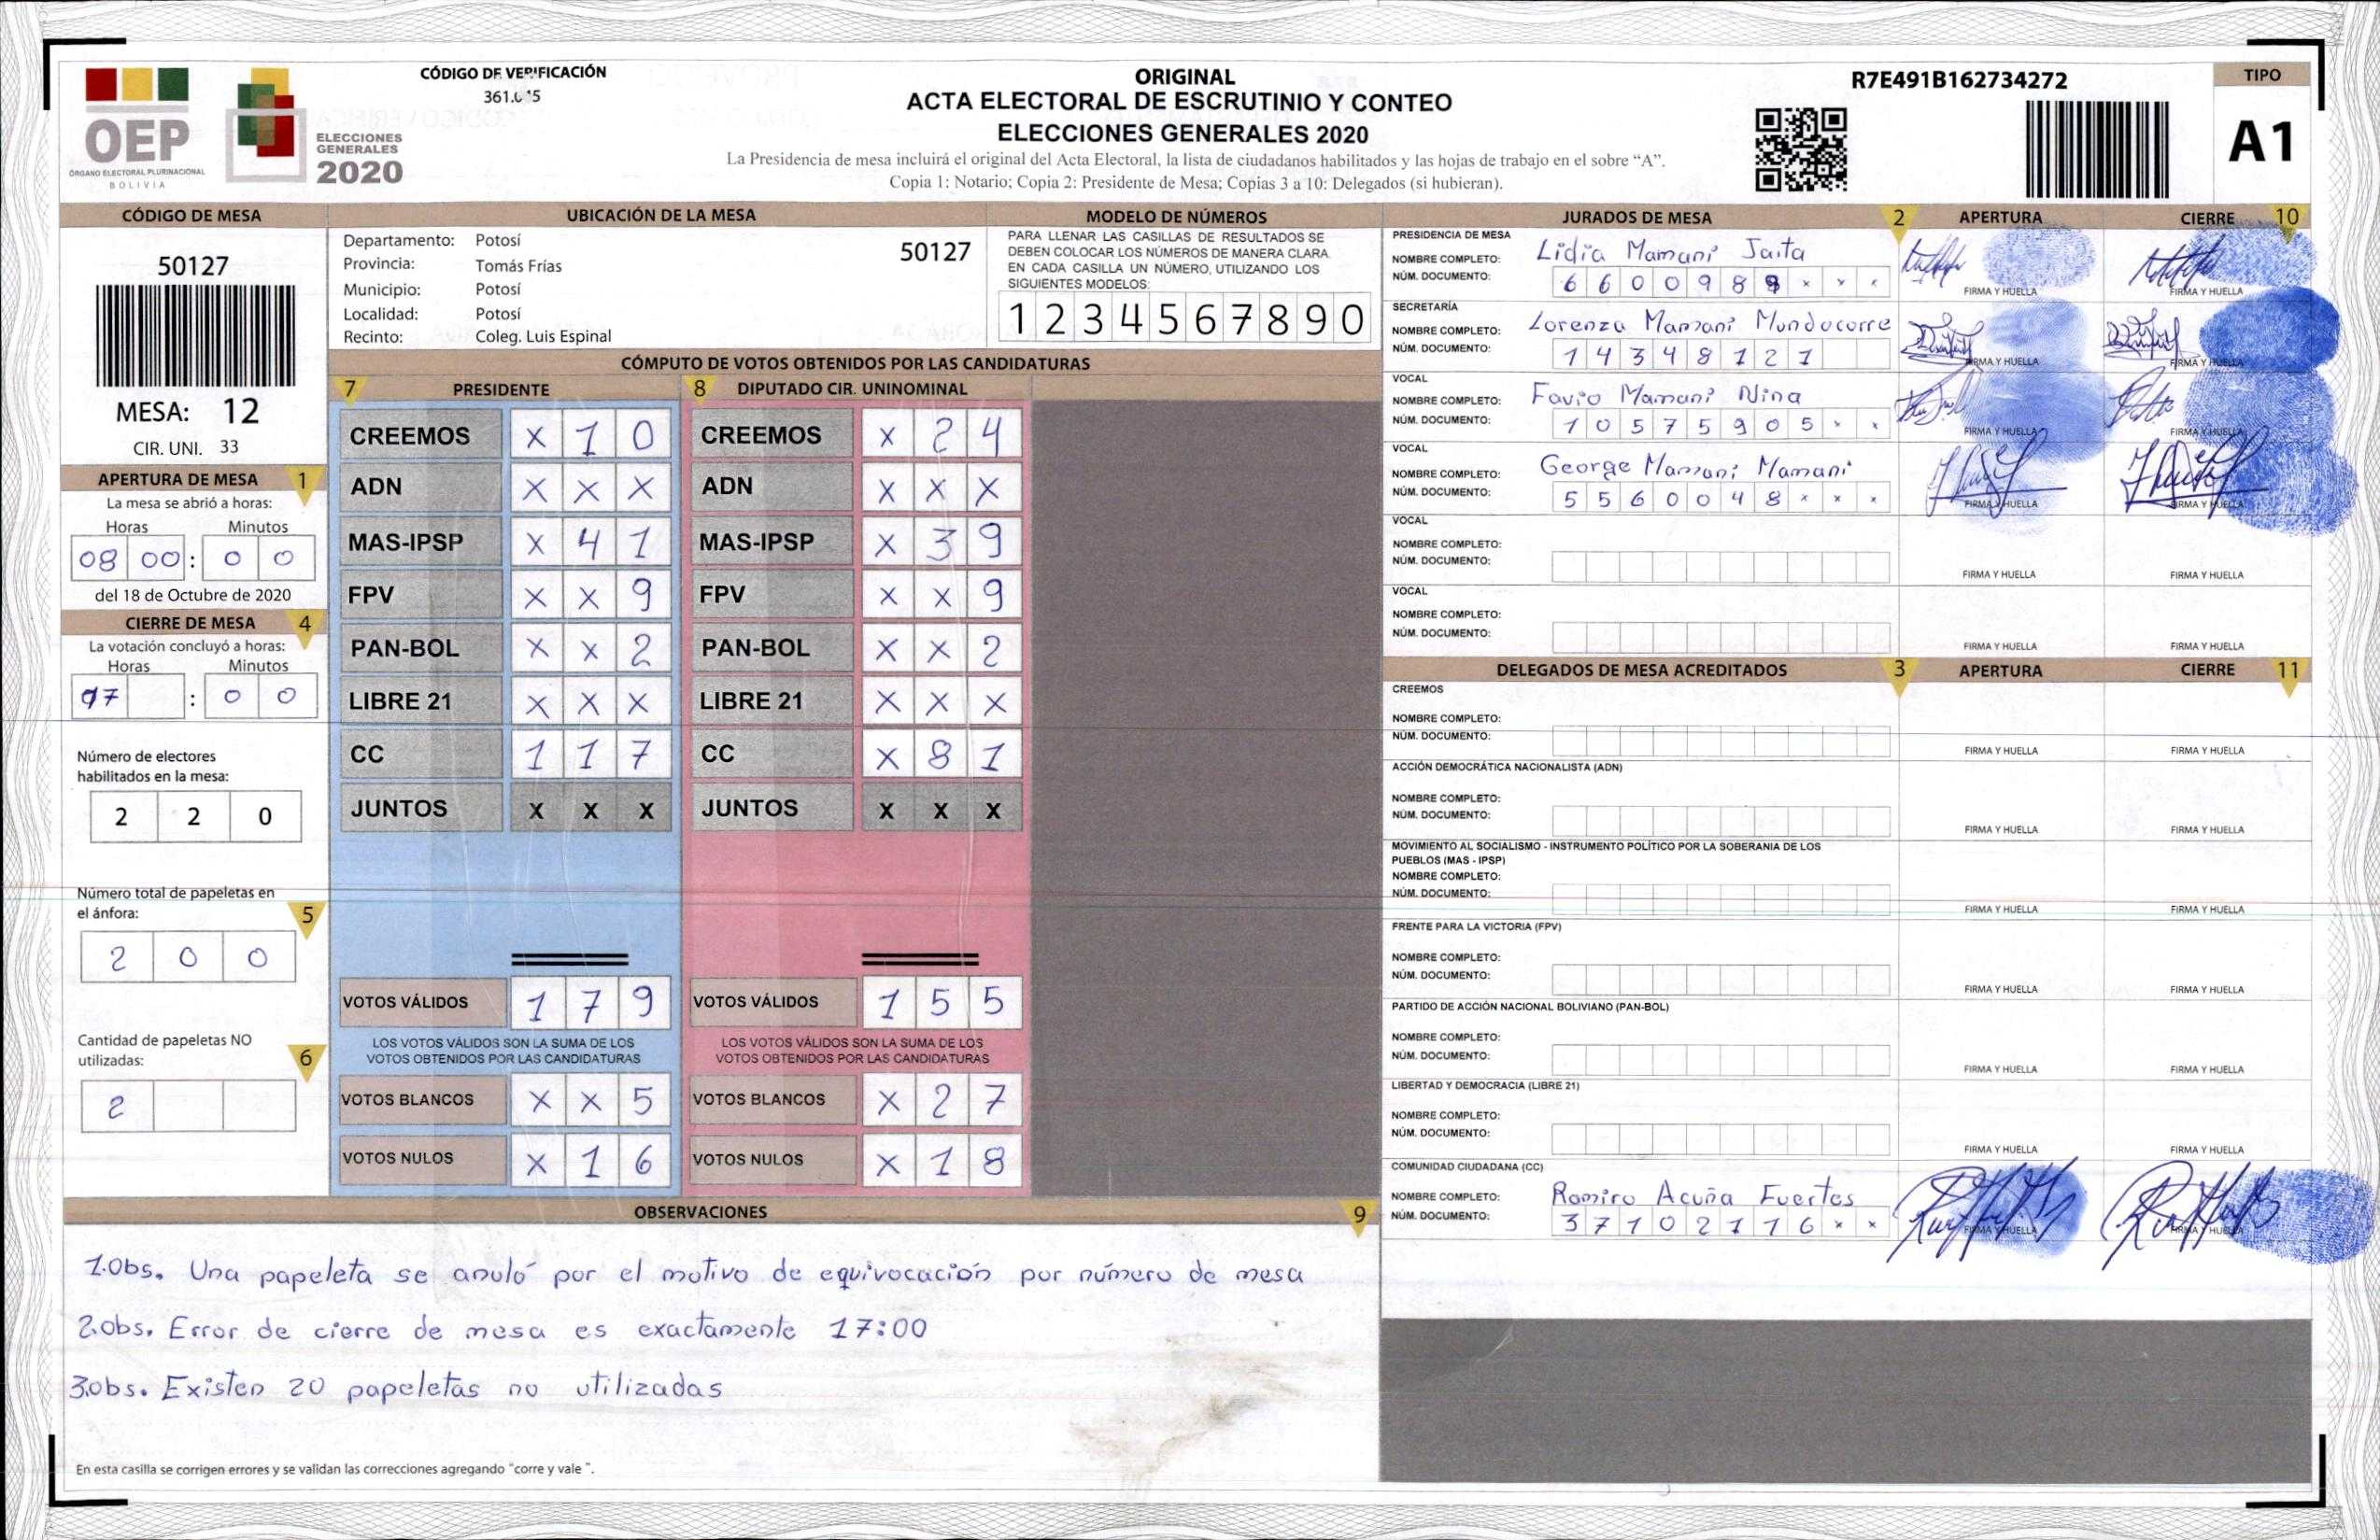 OEP
ÓRGANO ELECTORAL PLURINACIONAL
BOLIVIA
ELECCIONES
GENERALES
2020
CÓDIGO DE VERIFICACIÓN
ORIGINAL
ACTA ELECTORAL DE ESCRUTINIO Y CONTEO
ELECCIONES GENERALES 2020
La Presidencia de mesa incluirá el original del Acta Electoral, la lista de ciudadanos habilitados y las hojas de trabajo en el sobre “A”.
Copia 1: Notario; Copia 2: Presidente de Mesa; Copias 3 a 10: Delegados (si hubieran).
R7E491B162734272
TIPO
A1
CÓDIGO DE MESA
50127
MESA: 12
CIR. UNI. 33
APERTURA DE MESA 1
La mesa se abrió a horas:
Horas Minutos
08 00 : 0 0
del 18 de Octubre de 2020
CIERRE DE MESA 4
La votación concluyó a horas:
Horas Minutos
17 : 0 0
Número de electores
habilitados en la mesa:
2 2 0
Número total de papeletas en
el ánfora: 5
2 0 0
Cantidad de papeletas NO
utilizadas: 6
2
UBICACIÓN DE LA MESA
Departamento: Potosí 50127
Provincia: Tomás Frías
Municipio: Potosí
Localidad: Potosí
Recinto: Coleg. Luis Espinal
MODELO DE NÚMEROS
PARA LLENAR LAS CASILLAS DE RESULTADOS SE
DEBEN COLOCAR LOS NÚMEROS DE MANERA CLARA.
EN CADA CASILLA UN NÚMERO, UTILIZANDO LOS
SIGUIENTES MODELOS:
1 2 3 4 5 6 7 8 9 0
CÓMPUTO DE VOTOS OBTENIDOS POR LAS CANDIDATURAS
7 PRESIDENTE 8 DIPUTADO CIR. UNINOMINAL
CREEMOS X 1 0 CREEMOS X 2 4
ADN X X X ADN X X X
MAS-IPSP X 4 1 MAS-IPSP X 3 9
FPV X X 9 FPV X X 9
PAN-BOL X X 2 PAN-BOL X X 2
LIBRE 21 X X X LIBRE 21 X X X
CC 1 1 7 CC X 8 1
JUNTOS X X X JUNTOS X X X
VOTOS VÁLIDOS 1 7 9 VOTOS VÁLIDOS 1 5 5
LOS VOTOS VÁLIDOS SON LA SUMA DE LOS LOS VOTOS VÁLIDOS SON LA SUMA DE LOS
VOTOS OBTENIDOS POR LAS CANDIDATURAS VOTOS OBTENIDOS POR LAS CANDIDATURAS
VOTOS BLANCOS X X 5 VOTOS BLANCOS X 2 7
VOTOS NULOS X 1 6 VOTOS NULOS X 1 8
OBSERVACIONES 9
1.Obs. Una papeleta se anuló por el motivo de equivocación por número de mesa
2.Obs. Error de cierre de mesa es exactamente 17:00
3.Obs. Existen 20 papeletas no utilizadas
En esta casilla se corrigen errores y se validan las correcciones agregando “corre y vale ”.
JURADOS DE MESA 2 APERTURA CIERRE 10
PRESIDENCIA DE MESA
NOMBRE COMPLETO: Lidia Mamani Jaita
NÚM. DOCUMENTO: 6 6 0 0 9 8 9 x x x
FIRMA Y HUELLA FIRMA Y HUELLA
SECRETARÍA
NOMBRE COMPLETO: Lorenza Mamani Mundocorre
NÚM. DOCUMENTO: 1 4 3 4 8 1 2 1
FIRMA Y HUELLA FIRMA Y HUELLA
VOCAL
NOMBRE COMPLETO: Favio Mamani Nina
NÚM. DOCUMENTO: 1 0 5 7 5 9 0 5 x x
FIRMA Y HUELLA FIRMA Y HUELLA
VOCAL
NOMBRE COMPLETO: George Mamani Mamani
NÚM. DOCUMENTO: 5 5 6 0 0 4 8 x x x
FIRMA Y HUELLA FIRMA Y HUELLA
VOCAL
NOMBRE COMPLETO:
NÚM. DOCUMENTO:
FIRMA Y HUELLA FIRMA Y HUELLA
VOCAL
NOMBRE COMPLETO:
NÚM. DOCUMENTO:
FIRMA Y HUELLA FIRMA Y HUELLA
DELEGADOS DE MESA ACREDITADOS 3 APERTURA CIERRE 11
CREEMOS
NOMBRE COMPLETO:
NÚM. DOCUMENTO:
FIRMA Y HUELLA FIRMA Y HUELLA
ACCIÓN DEMOCRÁTICA NACIONALISTA (ADN)
NOMBRE COMPLETO:
NÚM. DOCUMENTO:
FIRMA Y HUELLA FIRMA Y HUELLA
MOVIMIENTO AL SOCIALISMO - INSTRUMENTO POLÍTICO POR LA SOBERANIA DE LOS
PUEBLOS (MAS - IPSP)
NOMBRE COMPLETO:
NÚM. DOCUMENTO:
FIRMA Y HUELLA FIRMA Y HUELLA
FRENTE PARA LA VICTORIA (FPV)
NOMBRE COMPLETO:
NÚM. DOCUMENTO:
FIRMA Y HUELLA FIRMA Y HUELLA
PARTIDO DE ACCIÓN NACIONAL BOLIVIANO (PAN-BOL)
NOMBRE COMPLETO:
NÚM. DOCUMENTO:
FIRMA Y HUELLA FIRMA Y HUELLA
LIBERTAD Y DEMOCRACIA (LIBRE 21)
NOMBRE COMPLETO:
NÚM. DOCUMENTO:
FIRMA Y HUELLA FIRMA Y HUELLA
COMUNIDAD CIUDADANA (CC)
NOMBRE COMPLETO: Ramiro Acuña Fuertes
NÚM. DOCUMENTO: 3 7 1 0 2 1 1 6 x x
FIRMA Y HUELLA FIRMA Y HUELLA